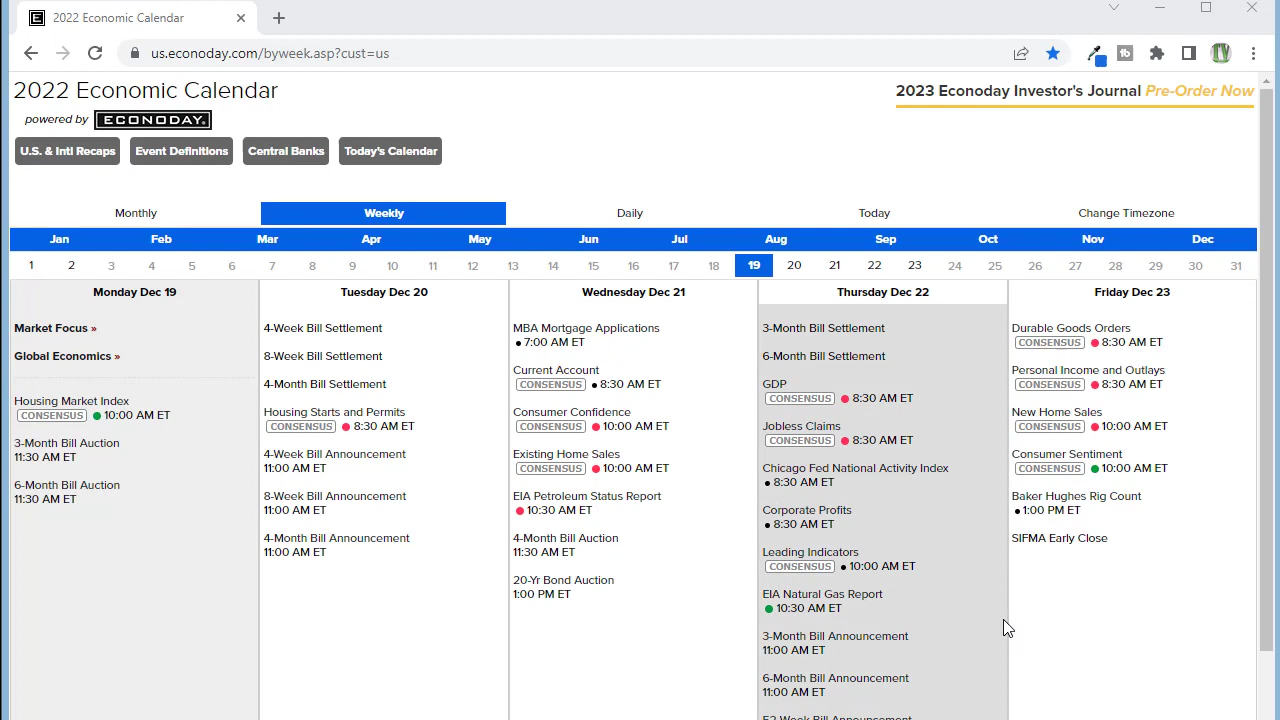 2022 Economic Calendar
us.econoday.com/byweek.asp?cust=us
2022 Economic Calendar
2023 Econoday Investor's Journal Pre-Order Now
powered by ECONODAY.
U.S. & Intl Recaps Event Definitions Central Banks Today's Calendar
Monthly Weekly Daily Today Change Timezone
Jan Feb Mar Apr May Jun Jul Aug Sep Oct Nov Dec
1 2 3 4 5 6 7 8 9 10 11 12 13 14 15 16 17 18 19 20 21 22 23 24 25 26 27 28 29 30 31
Monday Dec 19
Market Focus »
Global Economics »
Housing Market Index
CONSENSUS 10:00 AM ET
3-Month Bill Auction
11:30 AM ET
6-Month Bill Auction
11:30 AM ET
Tuesday Dec 20
4-Week Bill Settlement
8-Week Bill Settlement
4-Month Bill Settlement
Housing Starts and Permits
CONSENSUS 8:30 AM ET
4-Week Bill Announcement
11:00 AM ET
8-Week Bill Announcement
11:00 AM ET
4-Month Bill Announcement
11:00 AM ET
Wednesday Dec 21
MBA Mortgage Applications
7:00 AM ET
Current Account
CONSENSUS 8:30 AM ET
Consumer Confidence
CONSENSUS 10:00 AM ET
Existing Home Sales
CONSENSUS 10:00 AM ET
EIA Petroleum Status Report
10:30 AM ET
4-Month Bill Auction
11:30 AM ET
20-Yr Bond Auction
1:00 PM ET
Thursday Dec 22
3-Month Bill Settlement
6-Month Bill Settlement
GDP
CONSENSUS 8:30 AM ET
Jobless Claims
CONSENSUS 8:30 AM ET
Chicago Fed National Activity Index
8:30 AM ET
Corporate Profits
8:30 AM ET
Leading Indicators
CONSENSUS 10:00 AM ET
EIA Natural Gas Report
10:30 AM ET
3-Month Bill Announcement
11:00 AM ET
6-Month Bill Announcement
11:00 AM ET
Friday Dec 23
Durable Goods Orders
CONSENSUS 8:30 AM ET
Personal Income and Outlays
CONSENSUS 8:30 AM ET
New Home Sales
CONSENSUS 10:00 AM ET
Consumer Sentiment
CONSENSUS 10:00 AM ET
Baker Hughes Rig Count
1:00 PM ET
SIFMA Early Close